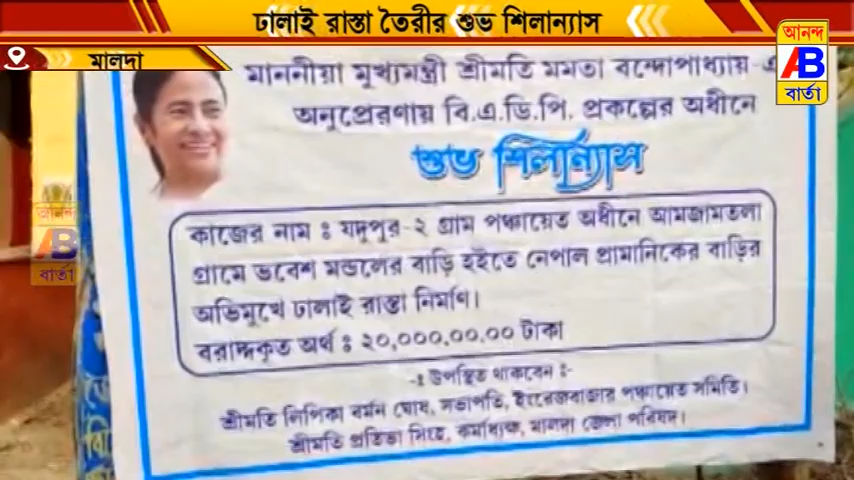 ঢালাই রাস্তা তৈরীর শুভ শিলান্যাস
মালদা
আনন্দ
AB
বার্তা
মাননীয়া মুখ্যমন্ত্রী শ্রীমতি মমতা বন্দোপাধ্যায়-এ
অনুপ্রেরণায় বি.এ.ডি.পি. প্রকল্পের অধীনে
শুভ শিলান্যাস
কাজের নাম : যদুপুর-২ গ্রাম পঞ্চায়েত অধীনে আমজামতলা
গ্রামে ভবেশ মন্ডলের বাড়ি হইতে নেপাল প্রামানিকের বাড়ির
অভিমুখে ঢালাই রাস্তা নির্মাণ।
বরাদ্দকৃত অর্থ : ২০,০০০,০০.০০ টাকা
-: উপস্থিত থাকবেন :-
শ্রীমতি লিপিকা বর্মন ঘোষ, সভাপতি, ইংরেজবাজার পঞ্চায়েত সমিতি।
শ্রীমতি প্রতিভা সিংহ, কর্মাধ্যক্ষ, মালদা জেলা পরিষদ।
আনন্দ
AB
বার্তা